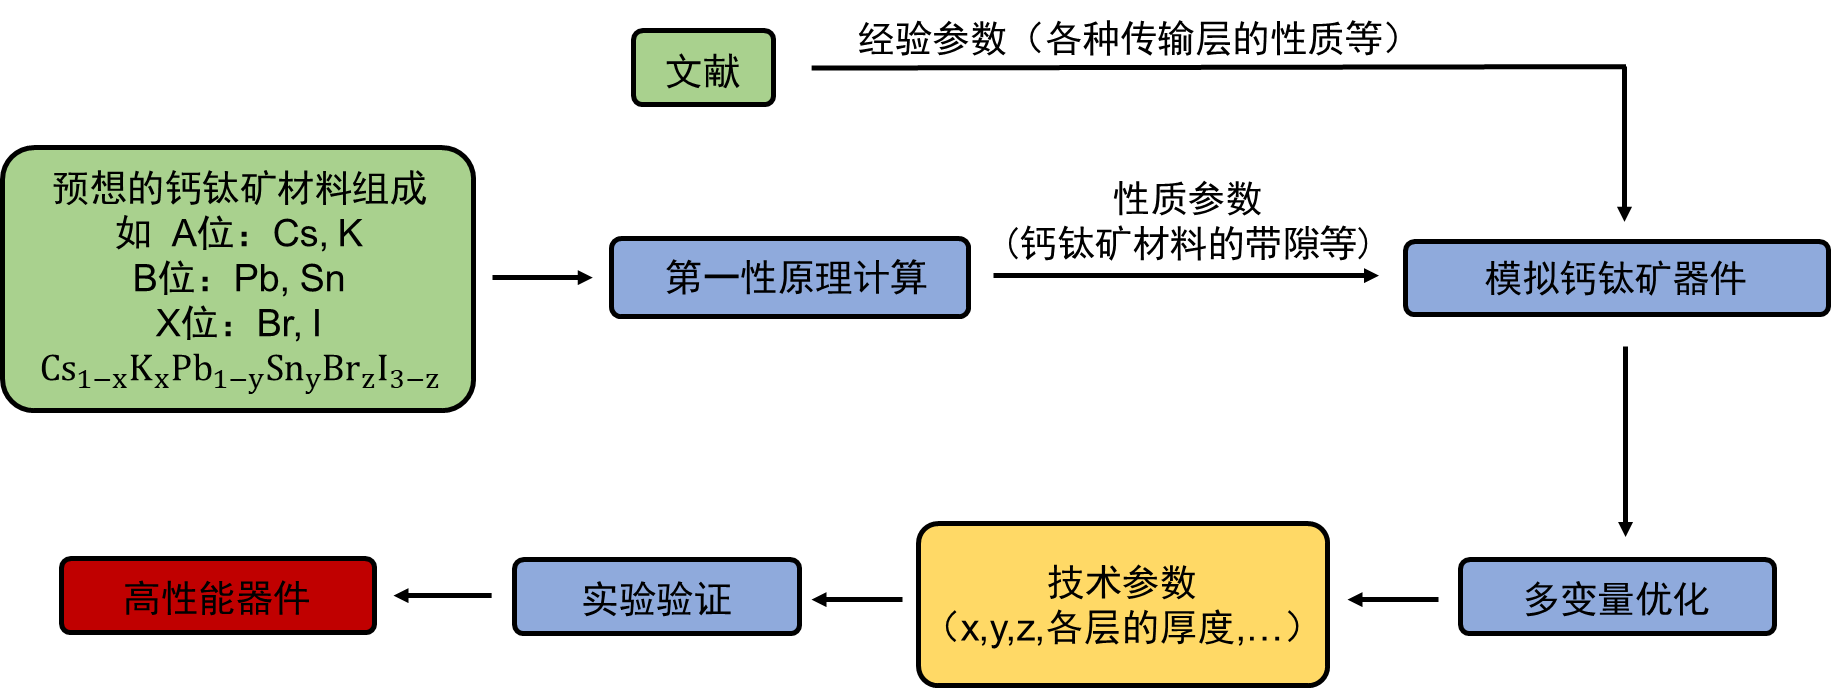 经验参数（各种传输层的性质等）
文献
预想的钙钛矿材料组成
如 A位：Cs, K
B位：Pb, Sn
X位：Br, I
Cs₁₋ₓKₓPb₁₋ᵧSnᵧBr_zI₃₋z
第一性原理计算
性质参数
（钙钛矿材料的带隙等）
模拟钙钛矿器件
高性能器件
实验验证
技术参数
（x,y,z,各层的厚度,…）
多变量优化